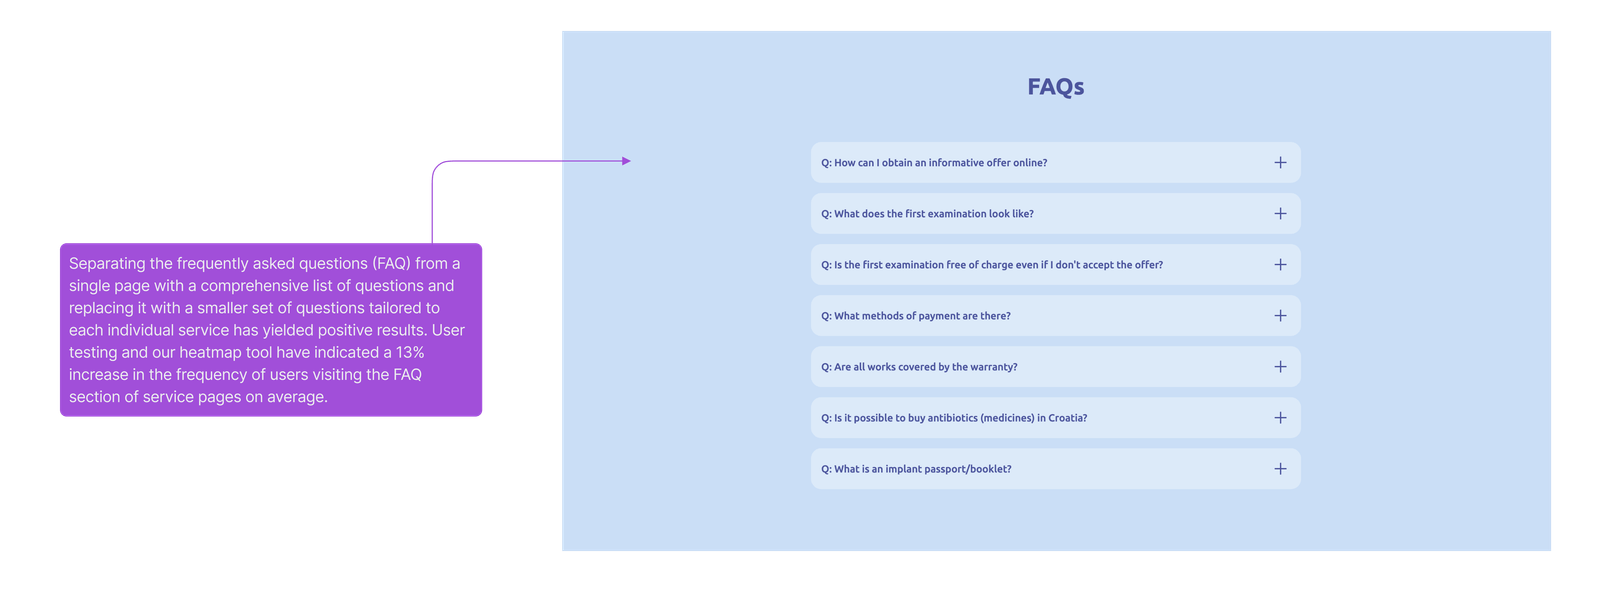 FAQs
Q: How can I obtain an informative offer online?
Q: What does the first examination look like?
Q: Is the first examination free of charge even if I don't accept the offer?
Q: What methods of payment are there?
Q: Are all works covered by the warranty?
Q: Is it possible to buy antibiotics (medicines) in Croatia?
Q: What is an implant passport/booklet?
Separating the frequently asked questions (FAQ) from a
single page with a comprehensive list of questions and
replacing it with a smaller set of questions tailored to
each individual service has yielded positive results. User
testing and our heatmap tool have indicated a 13%
increase in the frequency of users visiting the FAQ
section of service pages on average.